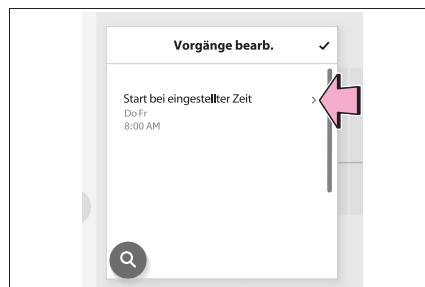 Vorgänge bearb.
Start bei eingestellter Zeit
Do Fr
8:00 AM